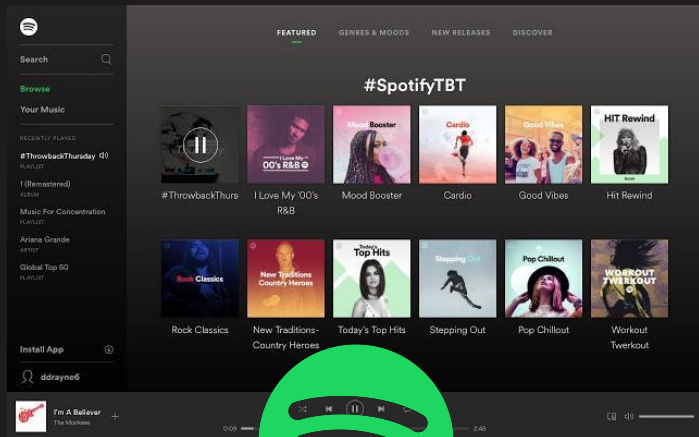 FEATURED
GENRES & MOODS
NEW RELEASES
DISCOVER
Search
Browse
Your Music
RECENTLY PLAYED
#ThrowbackThursday
PLAYLIST
1 (Remastered)
ALBUM
Music For Concentration
PLAYLIST
Ariana Grande
ARTIST
Global Top 50
PLAYLIST
Install App
ddrayne6
#SpotifyTBT
I Love My
00's R&B
Mood Booster
Cardio
Good Vibes
HIT Rewind
#ThrowbackThurs
I Love My '00's
R&B
Mood Booster
Cardio
Good Vibes
Hit Rewind
Rock Classics
New Traditions
Country Heroes
Today's
Top Hits
Stepping Out
Pop Chillout
WORKOUT
TWERKOUT
Rock Classics
New Traditions-
Country Heroes
Today's Top Hits
Stepping Out
Pop Chillout
Workout
Twerkout
I'm A Believer
The Monkees
0:09
2:45